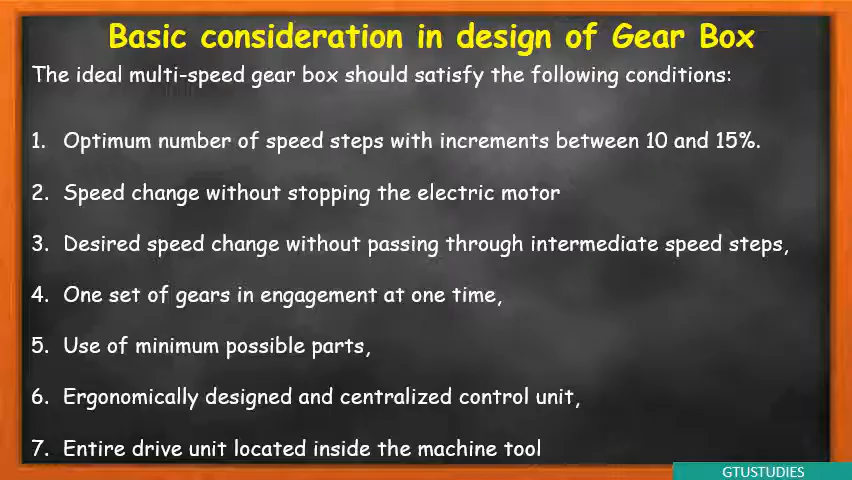 Basic consideration in design of Gear Box
The ideal multi-speed gear box should satisfy the following conditions:
1. Optimum number of speed steps with increments between 10 and 15%.
2. Speed change without stopping the electric motor
3. Desired speed change without passing through intermediate speed steps,
4. One set of gears in engagement at one time,
5. Use of minimum possible parts,
6. Ergonomically designed and centralized control unit,
7. Entire drive unit located inside the machine tool
GTUSTUDIES